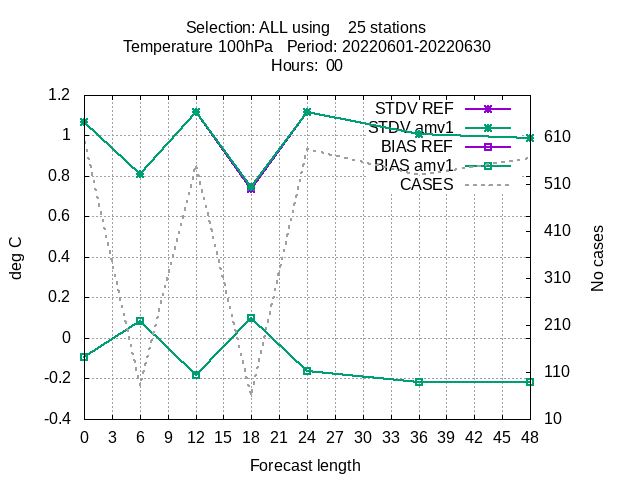 Selection: ALL using    25 stations
Temperature 100hPa   Period: 20220601-20220630
Hours:  00
1.2
1
0.8
0.6
0.4
0.2
0
-0.2
-0.4
deg C
STDV REF
STDV amv1
BIAS REF
BIAS amv1
CASES
610
510
410
310
210
110
10
No cases
0 3 6 9 12 15 18 21 24 27 30 33 36 39 42 45 48
Forecast length